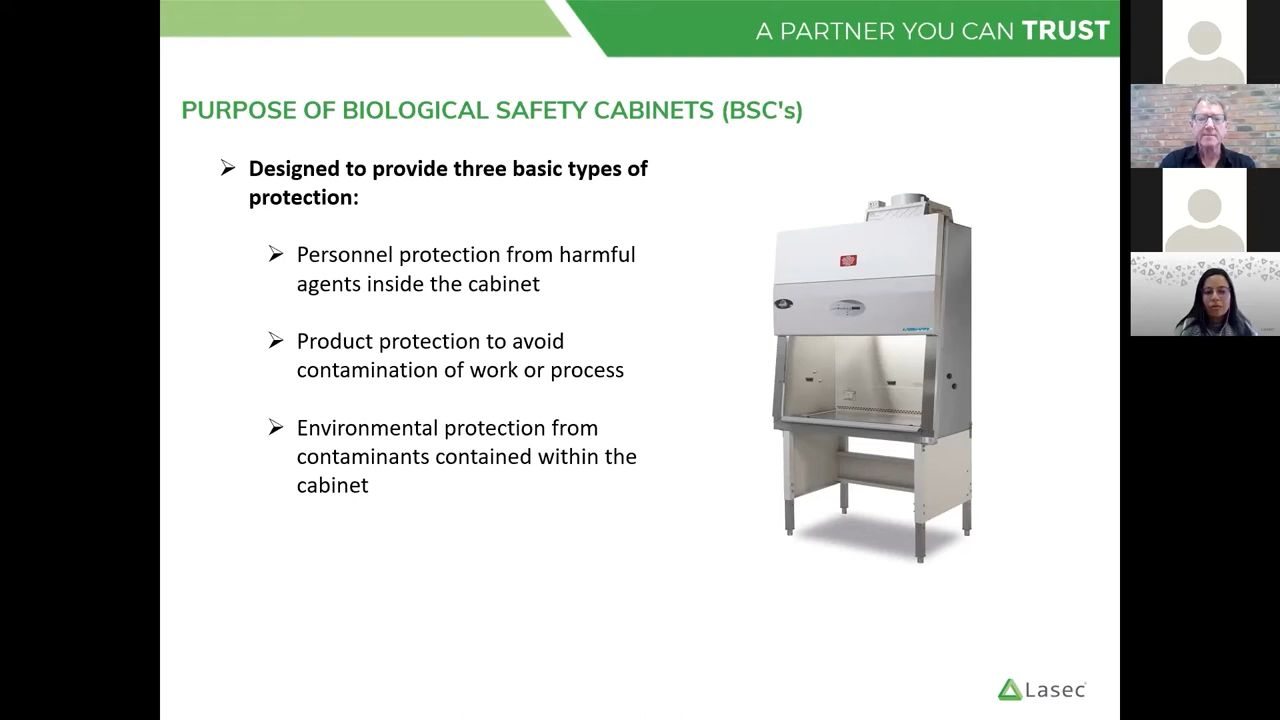 A PARTNER YOU CAN TRUST
PURPOSE OF BIOLOGICAL SAFETY CABINETS (BSC's)
Designed to provide three basic types of
protection:
Personnel protection from harmful
agents inside the cabinet
Product protection to avoid
contamination of work or process
Environmental protection from
contaminants contained within the
cabinet
Lasec